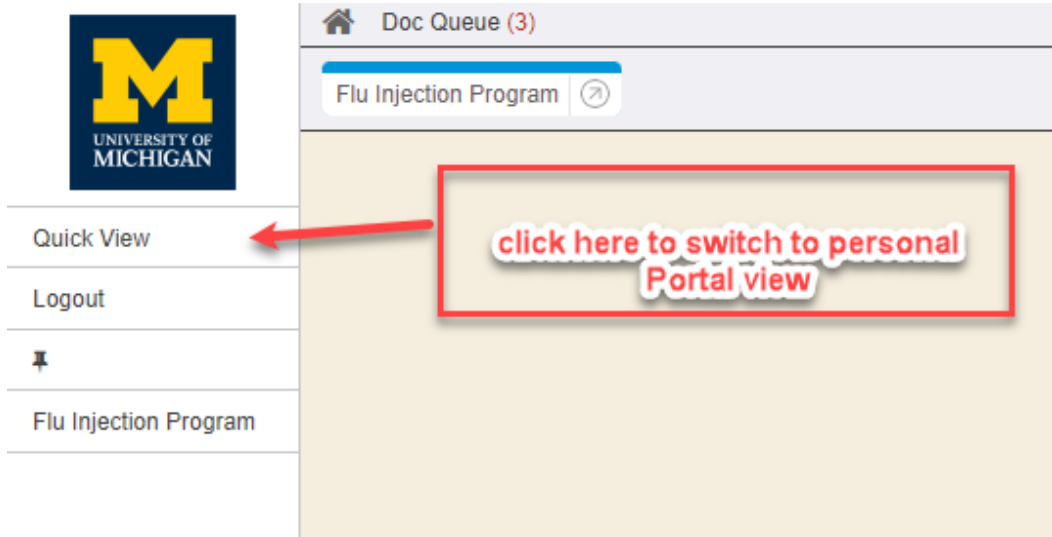 Doc Queue (3)
Flu Injection Program
M
UNIVERSITY OF
MICHIGAN
Quick View
Logout
Flu Injection Program
click here to switch to personal
Portal view